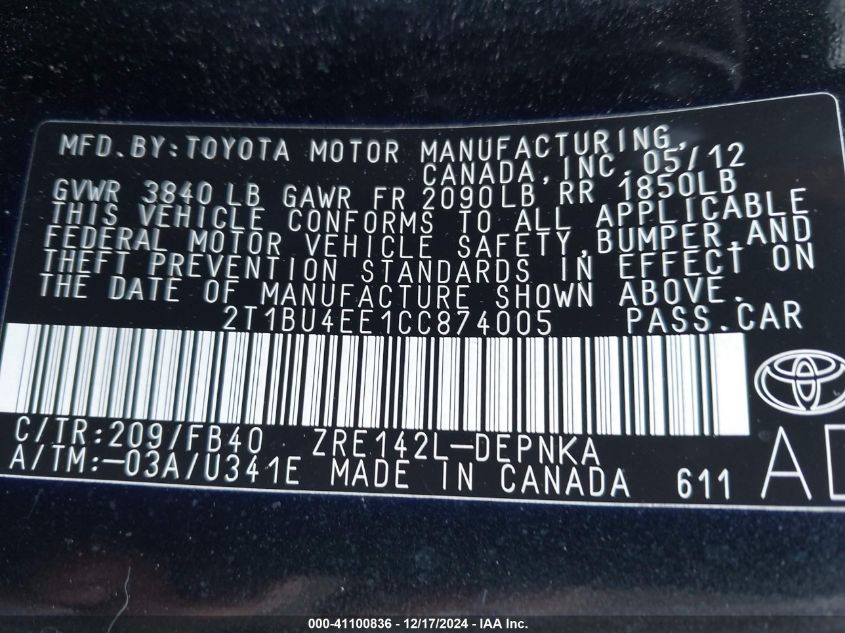 MFD.BY:TOYOTA MOTOR MANUFACTURING,
CANADA,INC. 05/12
GVWR 3840 LB GAWR FR 2090LB RR 1850LB
THIS VEHICLE CONFORMS TO ALL APPLICABLE
FEDERAL MOTOR VEHICLE SAFETY,BUMPER,AND
THEFT PREVENTION STANDARDS IN EFFECT ON
THE DATE OF MANUFACTURE SHOWN ABOVE.
2T1BU4EE1CC874005 PASS.CAR
C/TR:209/FB40 ZRE142L-DEPNKA
A/TM:-03A/U341E MADE IN CANADA 611 A
000-41100836 - 12/17/2024 - IAA Inc.